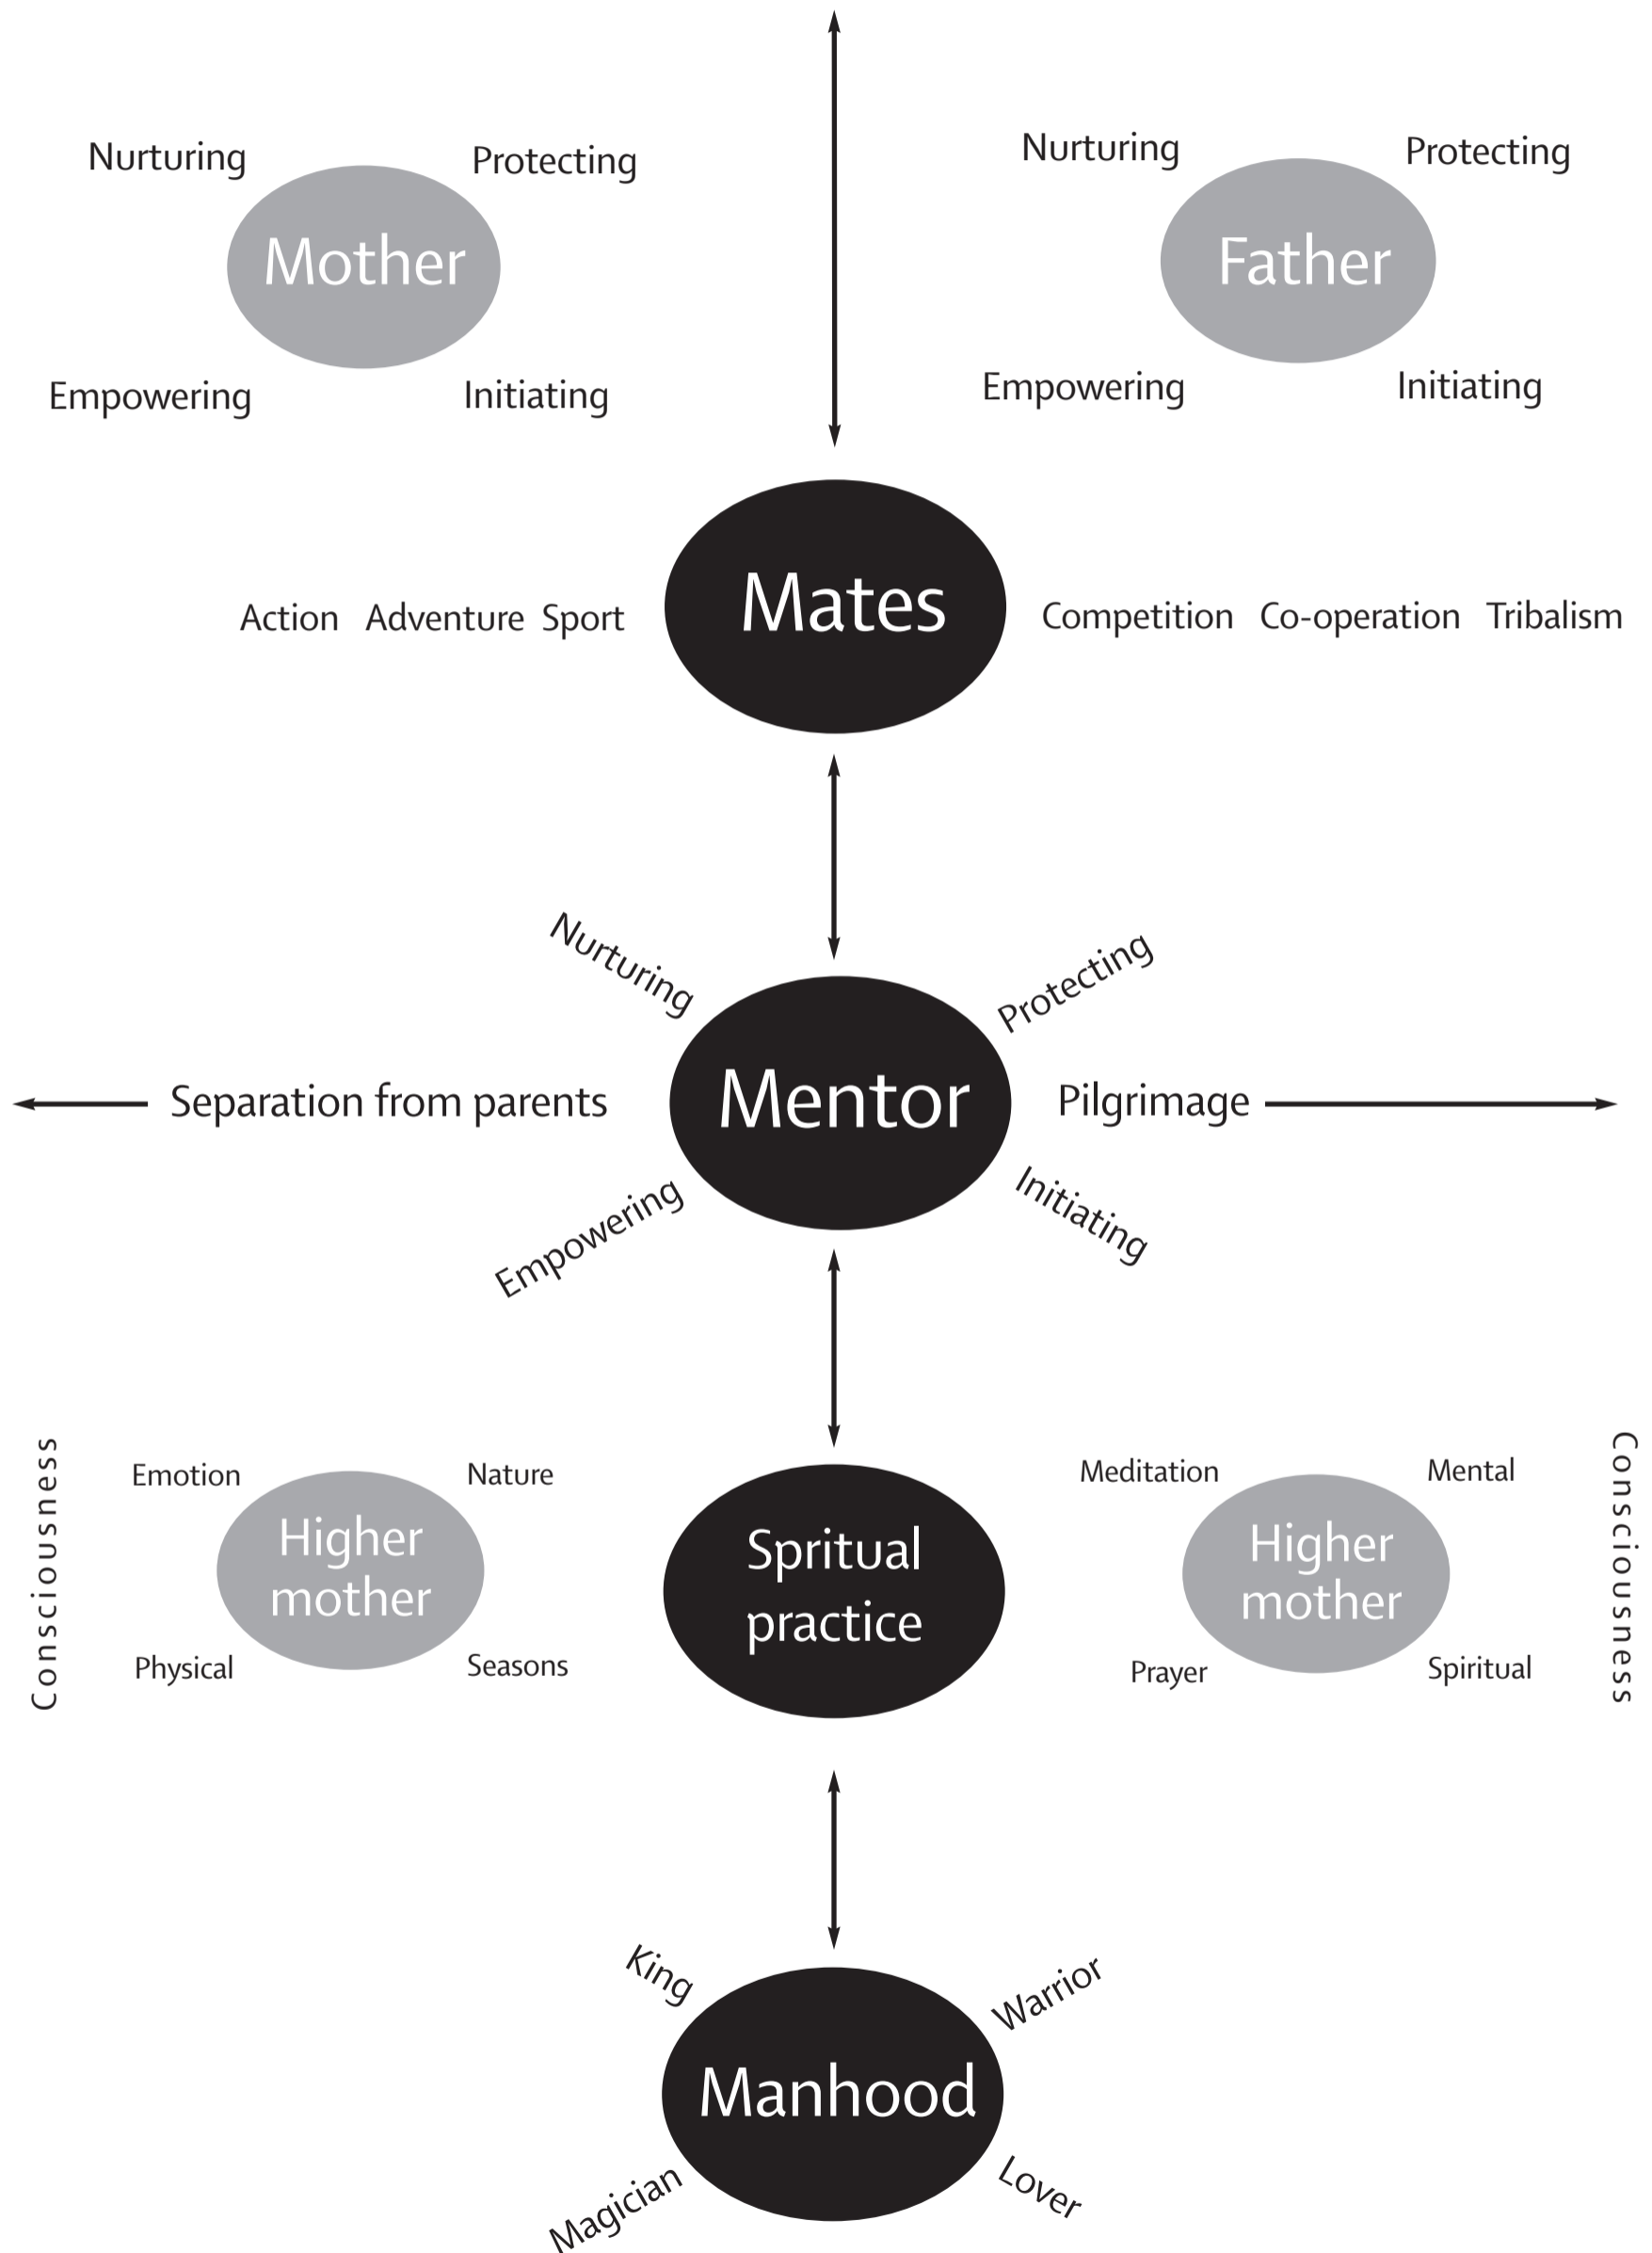 Nurturing
Protecting
Mother
Empowering
Initiating
Nurturing
Protecting
Father
Empowering
Initiating
Action Adventure Sport
Mates
Competition Co-operation Tribalism
Nurturing
Protecting
Separation from parents
Mentor
Pilgrimage
Empowering
Initiating
Consciousness
Emotion
Nature
Higher
mother
Physical
Seasons
Spritual
practice
Meditation
Mental
Higher
mother
Prayer
Spiritual
Consciousness
King
Warrior
Manhood
Magician
Lover